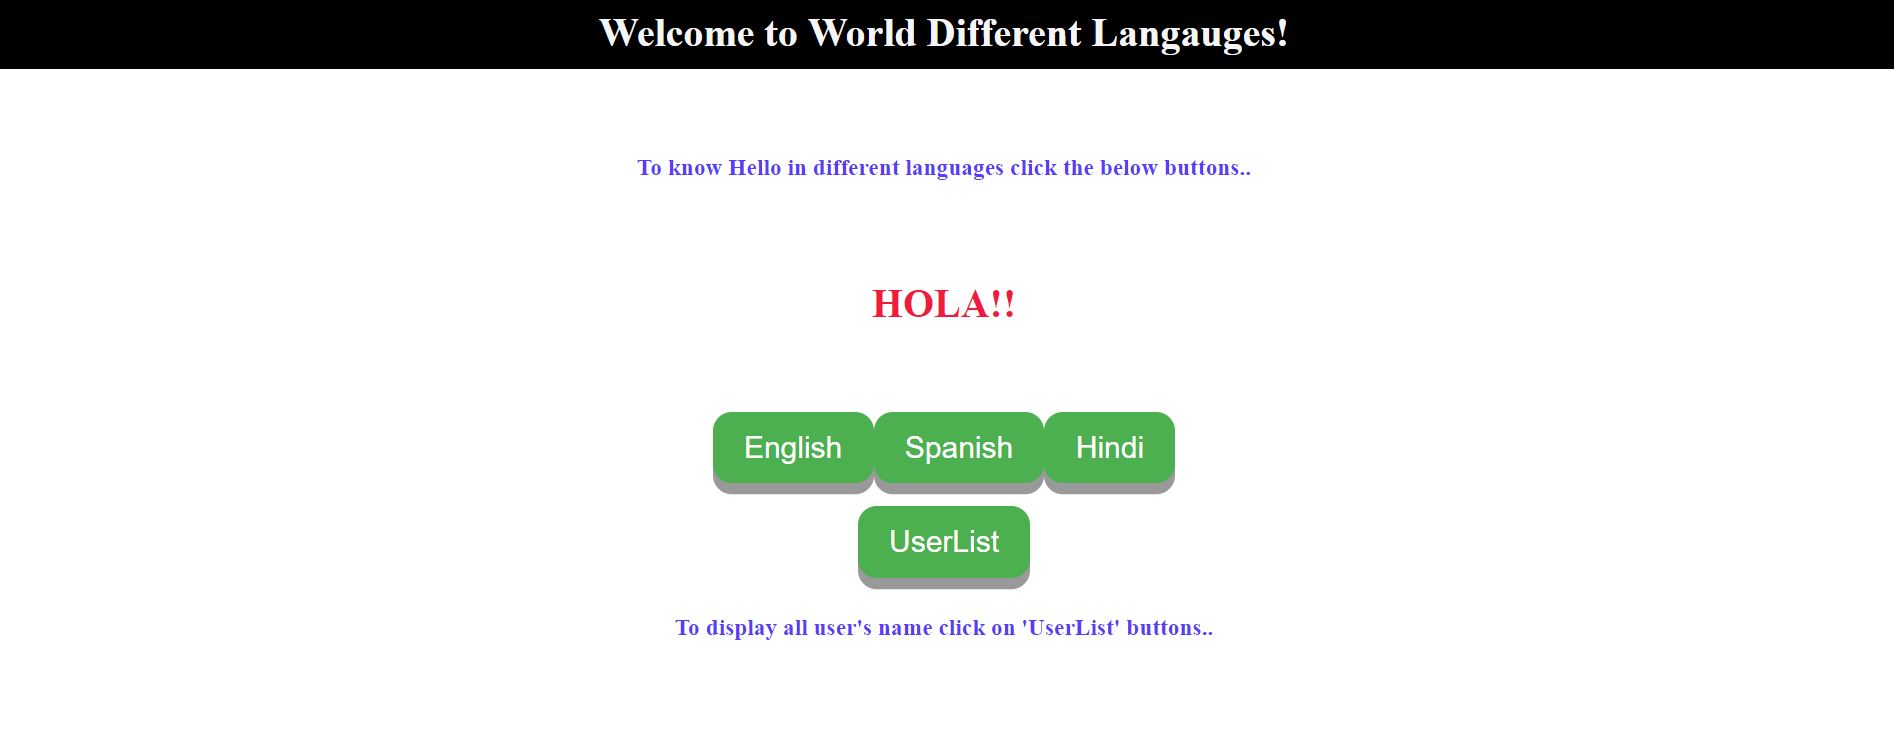 Welcome to World Different Langauges!
To know Hello in different languages click the below buttons..
HOLA!!
English Spanish Hindi
UserList
To display all user's name click on 'UserList' buttons..